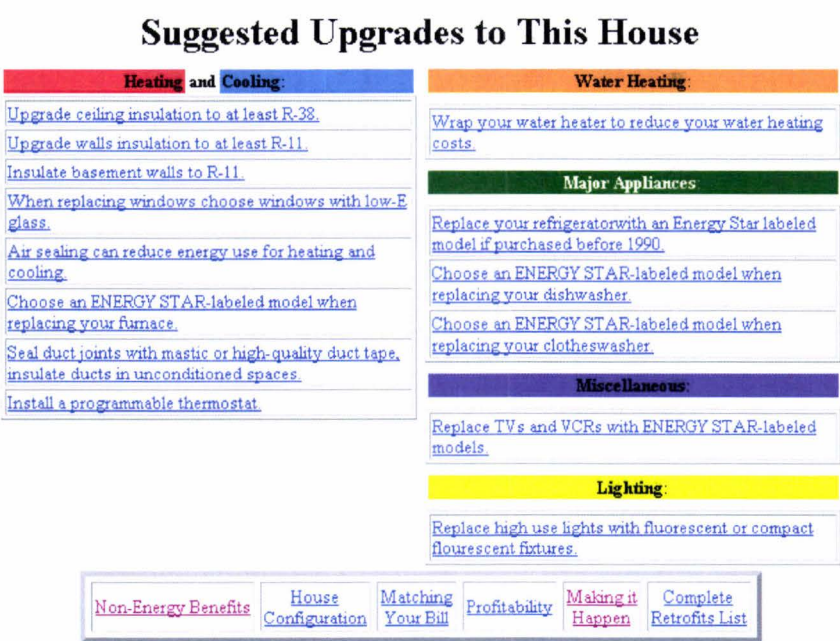 Suggested Upgrades to This House
Heating and Cooling:
Upgrade ceiling insulation to at least R-38.
Upgrade walls insulation to at least R-11.
Insulate basement walls to R-11.
When replacing windows choose windows with low-E
glass.
Air sealing can reduce energy use for heating and
cooling.
Choose an ENERGY STAR-labeled model when
replacing your furnace.
Seal duct joints with mastic or high-quality duct tape,
insulate ducts in unconditioned spaces.
Install a programmable thermostat.
Water Heating:
Wrap your water heater to reduce your water heating
costs.
Major Appliances:
Replace your refrigeratorwith an Energy Star labeled
model if purchased before 1990.
Choose an ENERGY STAR-labeled model when
replacing your dishwasher.
Choose an ENERGY STAR-labeled model when
replacing your clotheswasher.
Miscellaneous:
Replace TVs and VCRs with ENERGY STAR-labeled
models.
Lighting:
Replace high use lights with fluorescent or compact
flourescent fixtures.
Non-Energy Benefits
House
Configuration
Matching
Your Bill
Profitability
Making it
Happen
Complete
Retrofits List